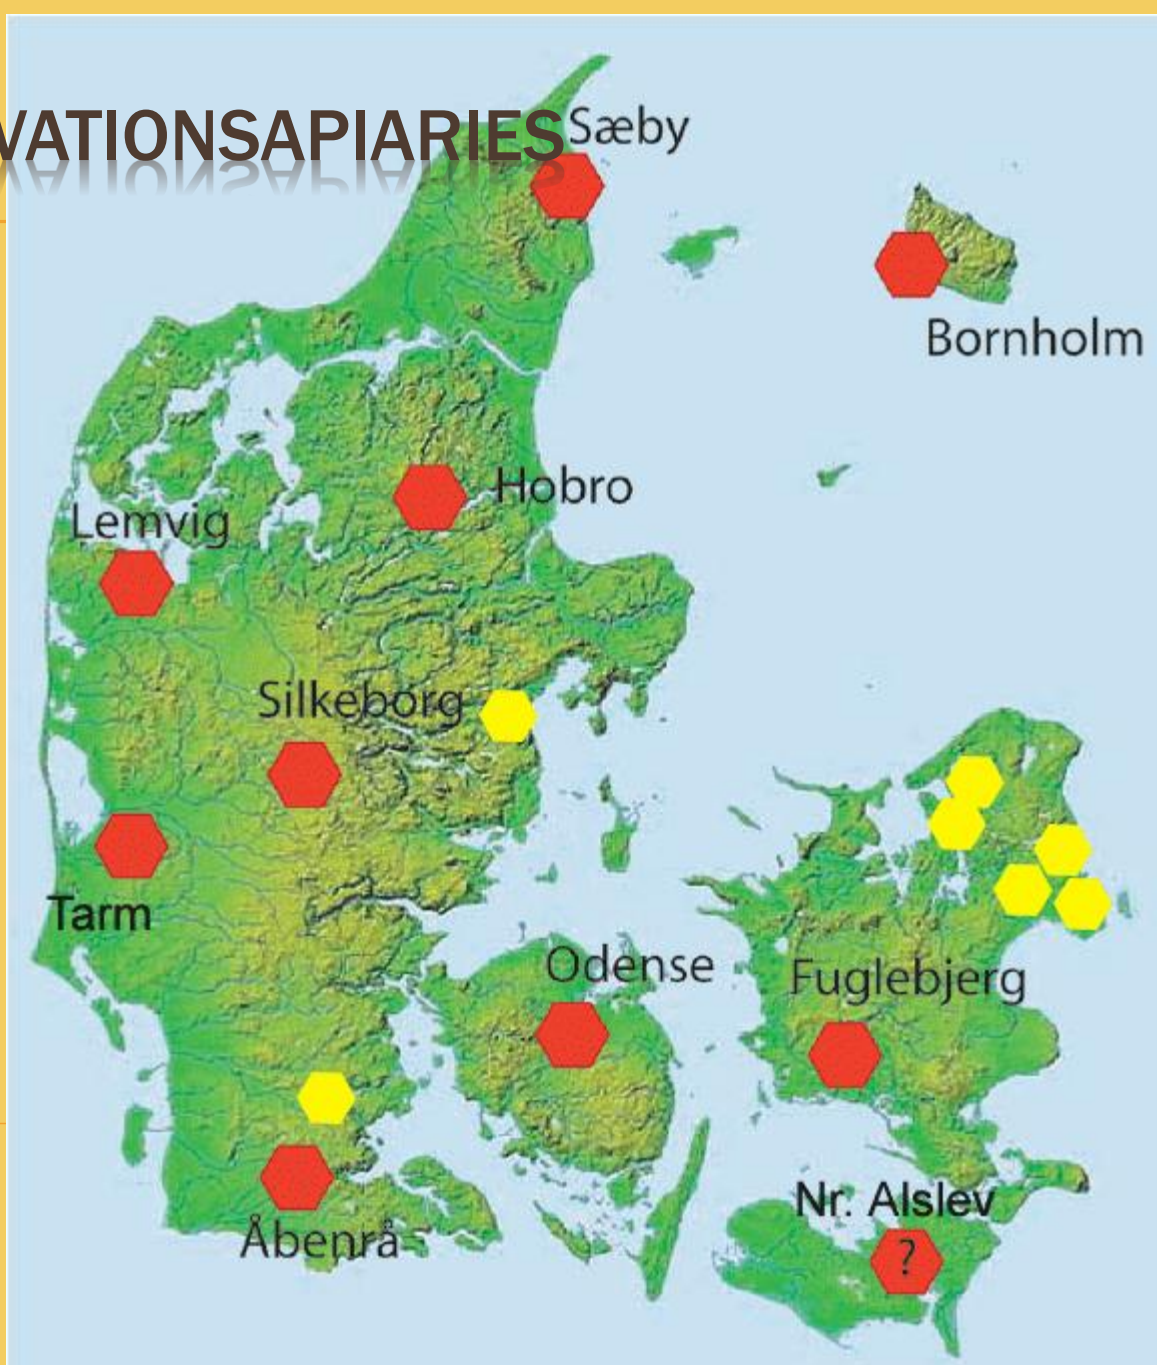 VATIONSAPIARIES
Sæby
Bornholm
Hobro
Lemvig
Silkeborg
Tarm
Odense
Fuglebjerg
Nr. Alslev
?
Åbenrå